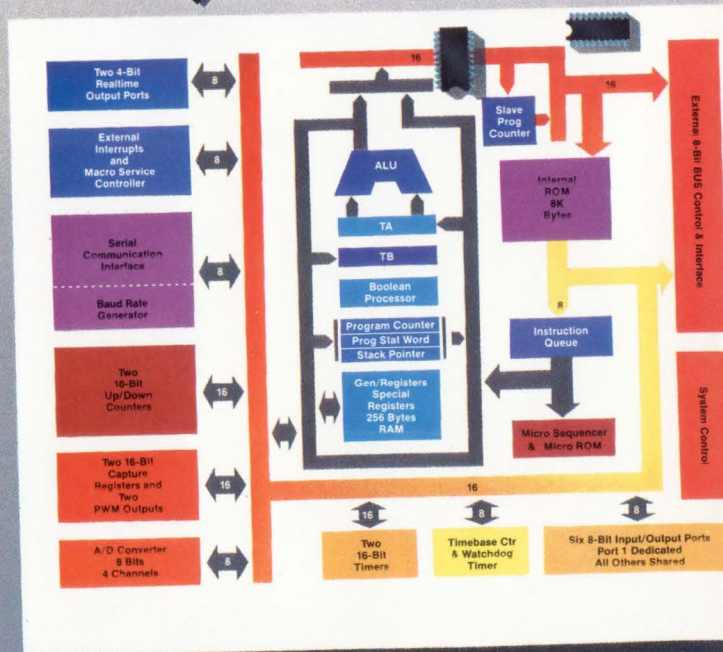 Two 4-Bit
Realtime
Output Ports
8
External
Interrupts
and
Macro Service
Controller
8
Serial
Communication
Interface
Baud Rate
Generator
8
Two
16-Bit
Up/Down
Counters
16
Two 16-Bit
Capture
Registers and
Two
PWM Outputs
16
A/D Converter
8 Bits
4 Channels
8
16
ALU
TA
TB
Boolean
Processor
Program Counter
Prog Stat Word
Stack Pointer
Gen/Registers
Special
Registers
256 Bytes
RAM
Slave
Prog
Counter
16
Internal
ROM
8K
Bytes
8
Instruction
Queue
Micro Sequencer
& Micro ROM
External 8-Bit BUS Control & Interface
System Control
16
16
Two
16-Bit
Timers
8
Timebase Ctr
& Watchdog
Timer
8
Six 8-Bit Input/Output Ports
Port 1 Dedicated
All Others Shared